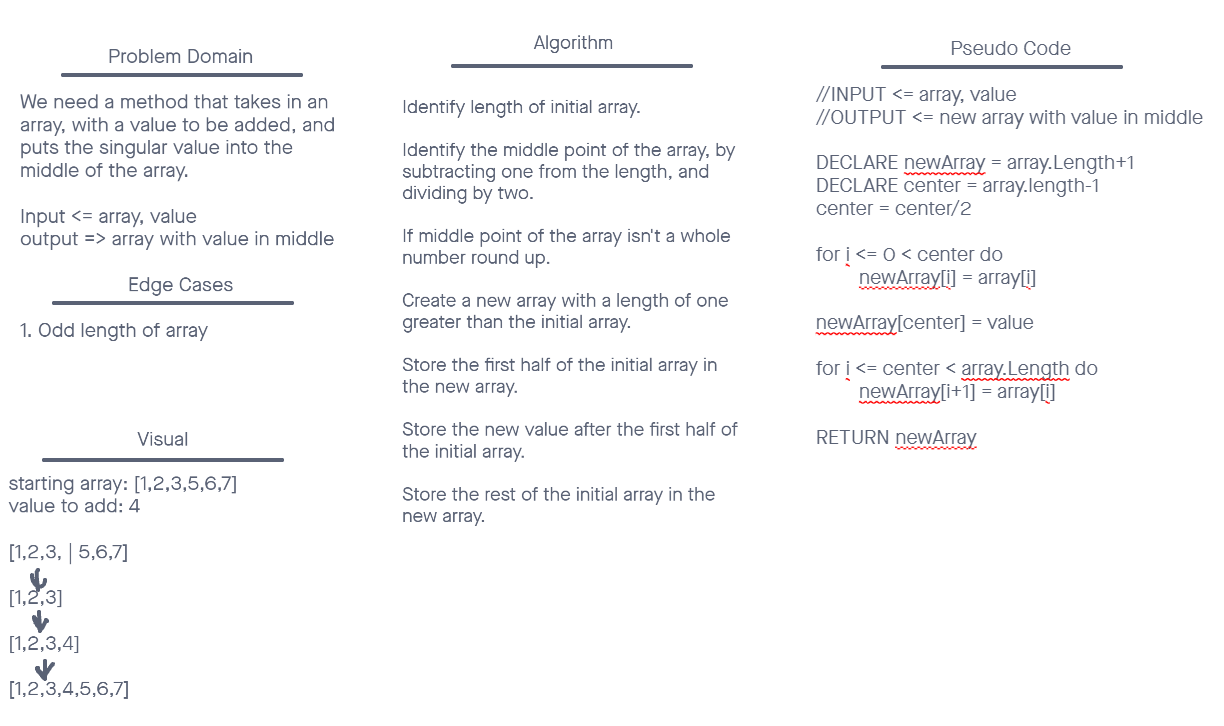 Problem Domain
We need a method that takes in an
array, with a value to be added, and
puts the singular value into the
middle of the array.
Input <= array, value
output => array with value in middle
Edge Cases
1. Odd length of array
Visual
starting array: [1,2,3,5,6,7]
value to add: 4
[1,2,3, | 5,6,7]
[1,2,3]
[1,2,3,4]
[1,2,3,4,5,6,7]
Algorithm
Identify length of initial array.
Identify the middle point of the array, by
subtracting one from the length, and
dividing by two.
If middle point of the array isn't a whole
number round up.
Create a new array with a length of one
greater than the initial array.
Store the first half of the initial array in
the new array.
Store the new value after the first half of
the initial array.
Store the rest of the initial array in the
new array.
Pseudo Code
//INPUT <= array, value
//OUTPUT <= new array with value in middle
DECLARE newArray = array.Length+1
DECLARE center = array.length-1
center = center/2
for i <= 0 < center do
newArray[i] = array[i]
newArray[center] = value
for i <= center < array.Length do
newArray[i+1] = array[i]
RETURN newArray